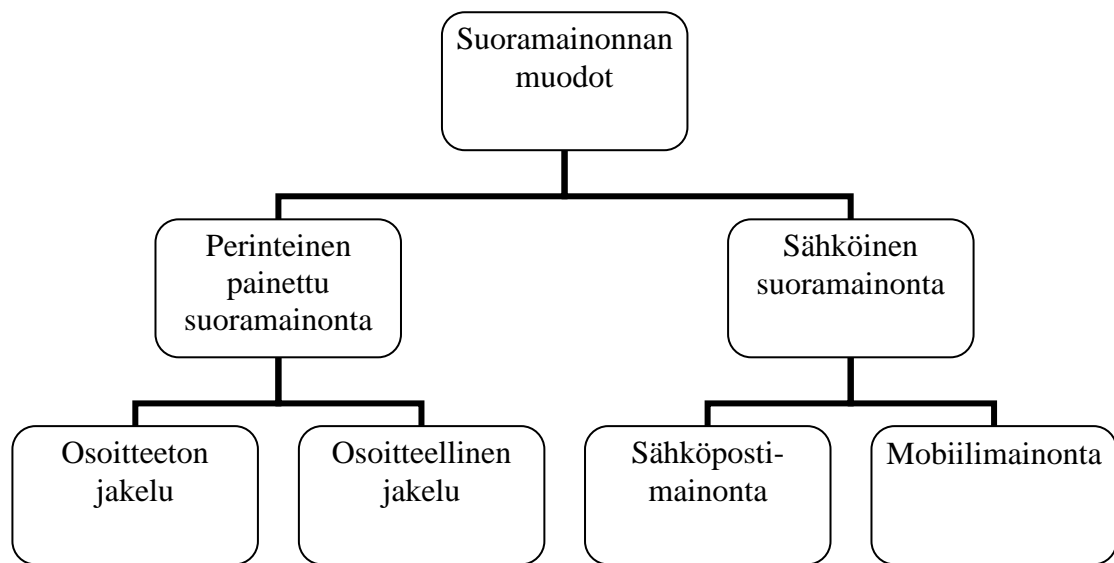 Suoramainonnan
muodot
Perinteinen
painettu
suoramainonta
Sähköinen
suoramainonta
Osoitteeton
jakelu
Osoitteellinen
jakelu
Sähköposti-
mainonta
Mobiilimainonta